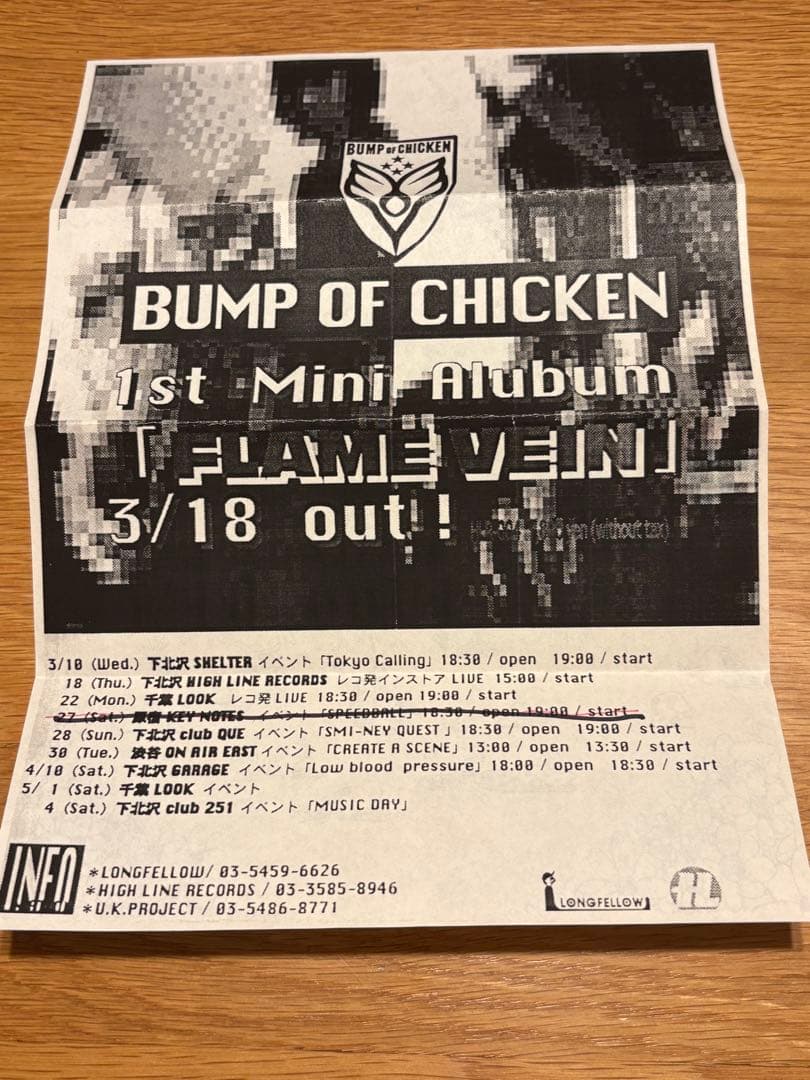 BUMP OF CHICKEN
BUMP OF CHICKEN
1st Mini Alubum
「FLAME VEIN」
3/18 out!
yen (without tax)
3/10 (Wed.) 下北沢 SHELTER イベント「Tokyo Calling」18:30 / open 19:00 / start
18 (Thu.) 下北沢 HIGH LINE RECORDS レコ発インストア LIVE 15:00 / start
22 (Mon.) 千葉 LOOK レコ発 LIVE 18:30 / open 19:00 / start
27 (Sat.) 原宿 KEY NOTES イベント「SPEEDBALL」18:30 / open 19:00 / start
28 (Sun.) 下北沢 club QUE イベント「SMI-NEY QUEST」18:30 / open 19:00 / start
30 (Tue.) 渋谷 ON AIR EAST イベント「CREATE A SCENE」13:00 / open 13:30 / start
4/10 (Sat.) 下北沢 GARAGE イベント「Low blood pressure」18:00 / open 18:30 / start
5/ 1 (Sat.) 千葉 LOOK イベント
4 (Sat.) 下北沢 club 251 イベント「MUSIC DAY」
INFO
*LONGFELLOW/ 03-5459-6626
*HIGH LINE RECORDS / 03-3585-8946
*U.K.PROJECT / 03-5486-8771
LONGFELLOW
HL